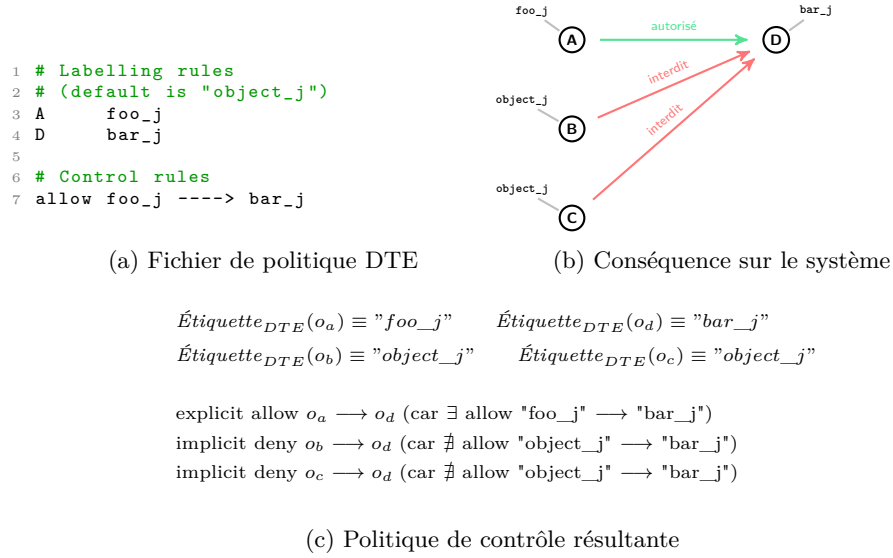 1 # Labelling rules
2 # (default is "object_j")
3 A foo_j
4 D bar_j
5
6 # Control rules
7 allow foo_j ----> bar_j
(a) Fichier de politique DTE
foo_j
A
autorisé
D
bar_j
object_j
B
interdit
interdit
object_j
C
(b) Conséquence sur le système
Étiquette_DTE(o_a) ≡ "foo_j" Étiquette_DTE(o_d) ≡ "bar_j"
Étiquette_DTE(o_b) ≡ "object_j" Étiquette_DTE(o_c) ≡ "object_j"
explicit allow o_a ⟶ o_d (car ∃ allow "foo_j" ⟶ "bar_j")
implicit deny o_b ⟶ o_d (car ∄ allow "object_j" ⟶ "bar_j")
implicit deny o_c ⟶ o_d (car ∄ allow "object_j" ⟶ "bar_j")
(c) Politique de contrôle résultante